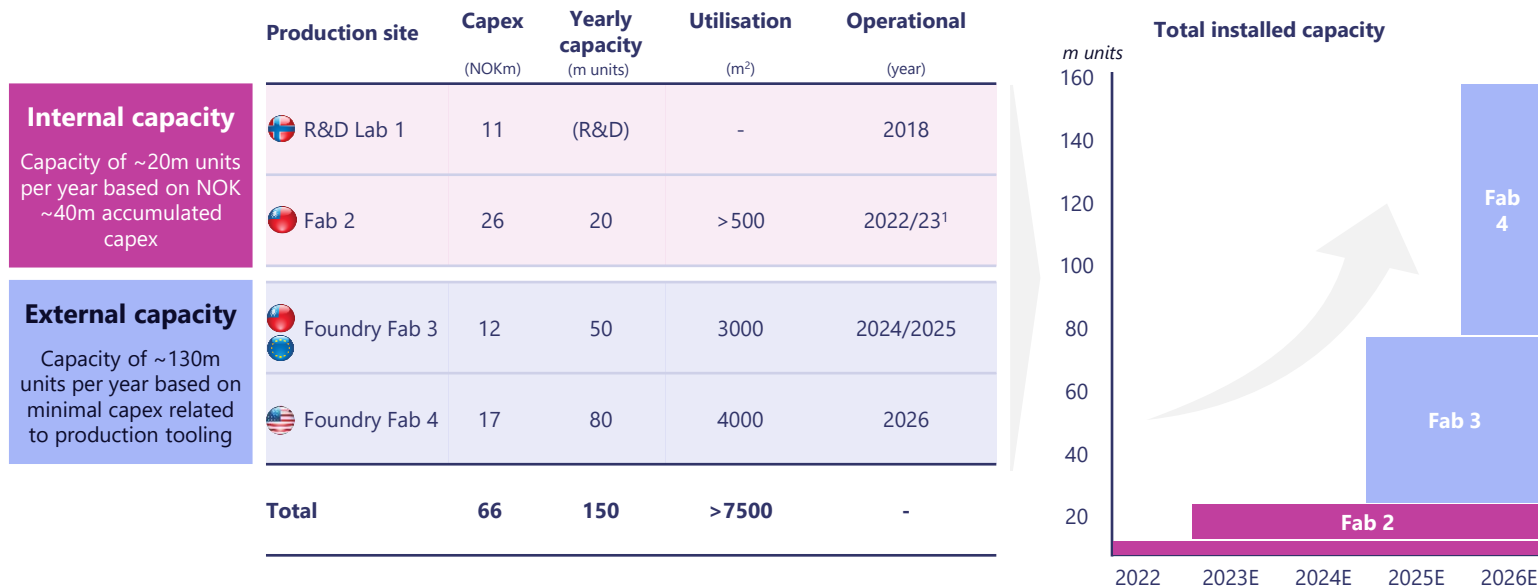 Production site
Capex
(NOKm)
Yearly
capacity
(m units)
Utilisation
(m²)
Operational
(year)
Internal capacity
Capacity of ~20m units
per year based on NOK
~40m accumulated
capex
R&D Lab 1 11 (R&D) - 2018
Fab 2 26 20 >500 2022/23¹
External capacity
Capacity of ~130m
units per year based on
minimal capex related
to production tooling
Foundry Fab 3 12 50 3000 2024/2025
Foundry Fab 4 17 80 4000 2026
Total 66 150 >7500 -
Total installed capacity
m units
160
140
120
100
80
60
40
20
Fab
4
Fab 3
Fab 2
2022 2023E 2024E 2025E 2026E